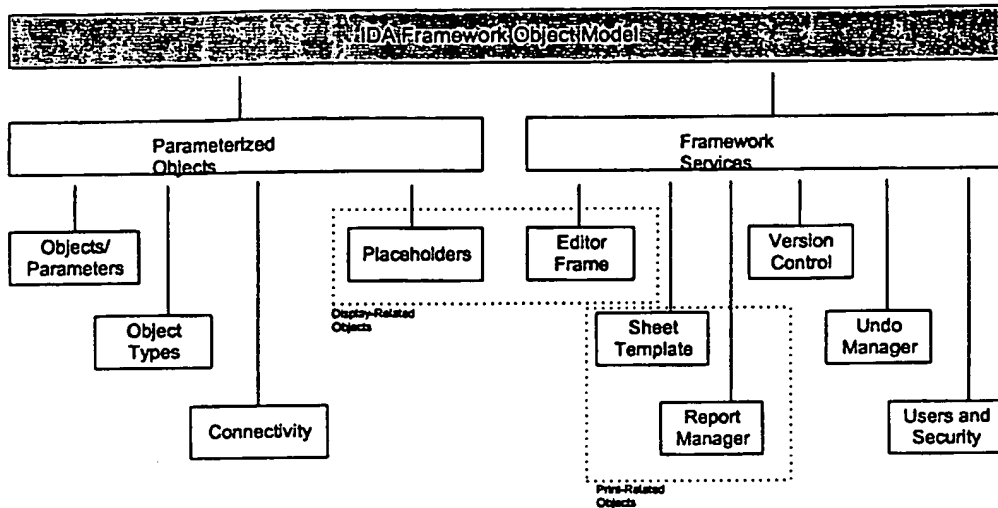 IDA Framework Object Model
Parameterized
Objects
Framework
Services
Objects/
Parameters
Placeholders
Editor
Frame
Version
Control
Display-Related
Objects
Object
Types
Sheet
Template
Undo
Manager
Connectivity
Report
Manager
Users and
Security
Print-Related
Objects